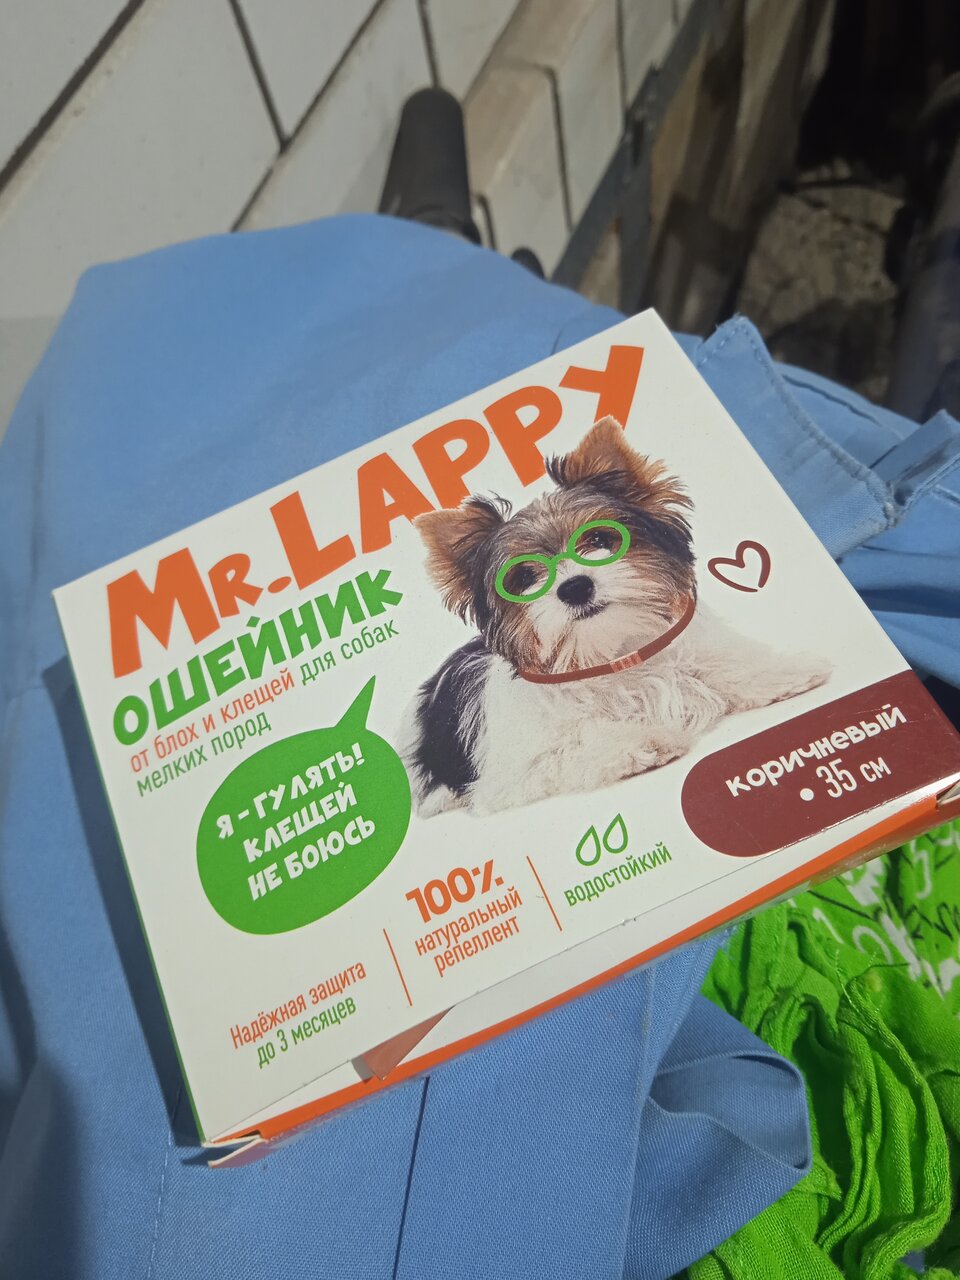 MR. LAPPY
ОШЕЙНИК
от блох и клещей для собак
мелких пород
Я - ГУЛЯТЬ!
КЛЕЩЕЙ
НЕ БОЮСЬ
коричневый
• 35 см
Надёжная защита
до 3 месяцев
100%
натуральный
репеллент
водостойкий